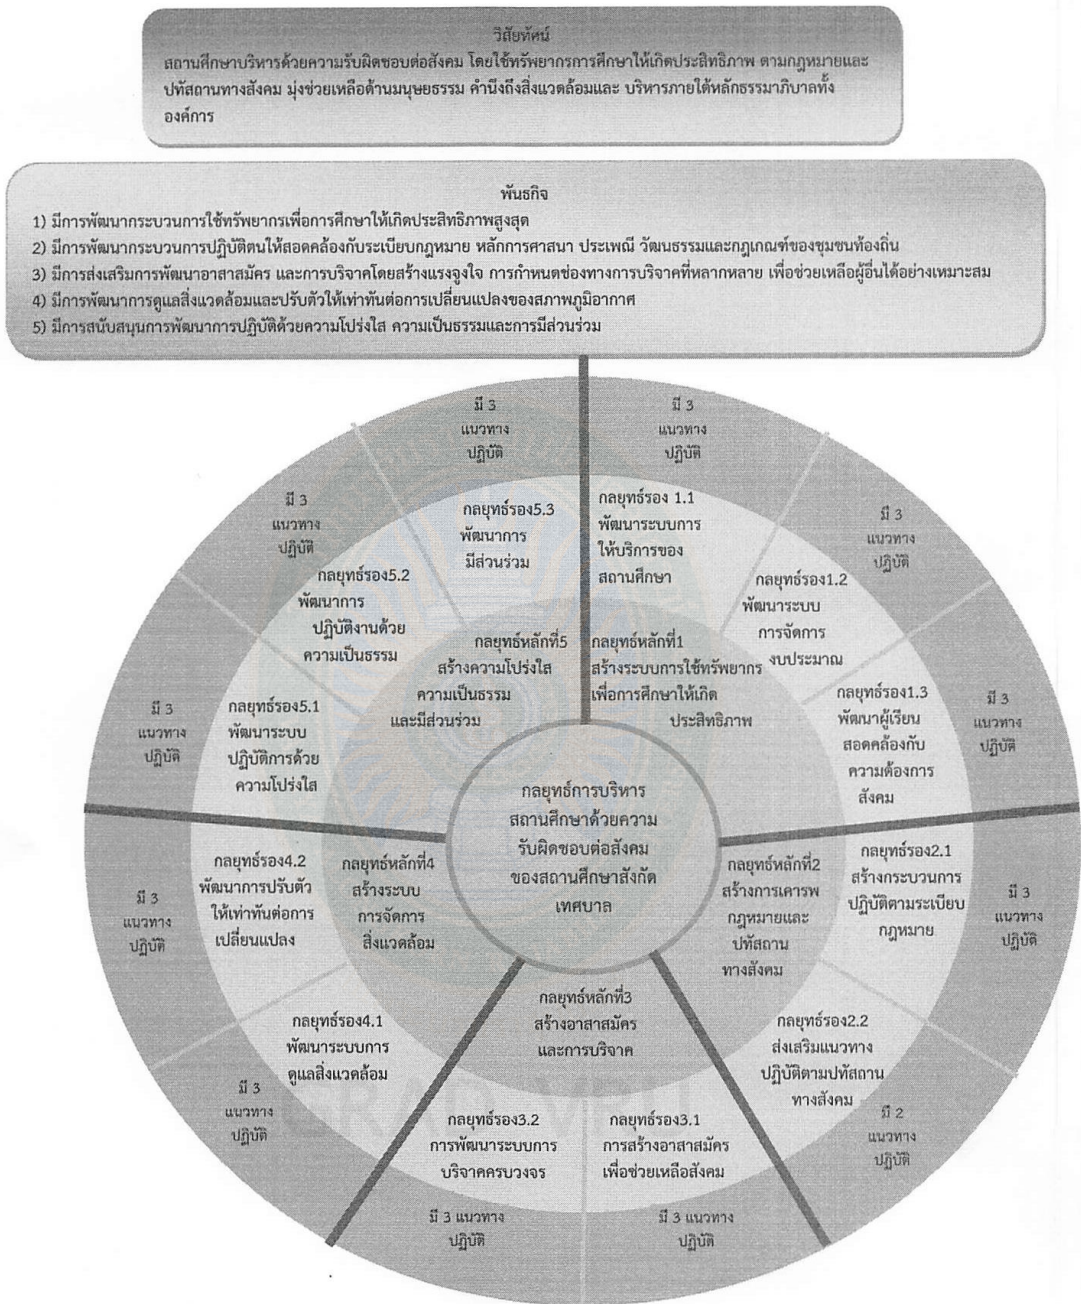 วิสัยทัศน์
สถานศึกษาบริหารด้วยความรับผิดชอบต่อสังคม โดยใช้ทรัพยากรการศึกษาให้เกิดประสิทธิภาพ ตามกฎหมายและ
ปทัสถานทางสังคม มุ่งช่วยเหลือด้านมนุษยธรรม คำนึงถึงสิ่งแวดล้อมและ บริหารภายใต้หลักธรรมาภิบาลทั้ง
องค์การ
พันธกิจ
1) มีการพัฒนากระบวนการใช้ทรัพยากรเพื่อการศึกษาให้เกิดประสิทธิภาพสูงสุด
2) มีการพัฒนากระบวนการปฏิบัติตนให้สอดคล้องกับระเบียบกฎหมาย หลักการศาสนา ประเพณี วัฒนธรรมและกฎเกณฑ์ของชุมชนท้องถิ่น
3) มีการส่งเสริมการพัฒนาอาสาสมัคร และการบริจาคโดยสร้างแรงจูงใจ การกำหนดช่องทางการบริจาคที่หลากหลาย เพื่อช่วยเหลือผู้อื่นได้อย่างเหมาะสม
4) มีการพัฒนาการดูแลสิ่งแวดล้อมและปรับตัวให้เท่าทันต่อการเปลี่ยนแปลงของสภาพภูมิอากาศ
5) มีการสนับสนุนการพัฒนาการปฏิบัติด้วยความโปร่งใส ความเป็นธรรมและการมีส่วนร่วม
กลยุทธ์การบริหาร
สถานศึกษาด้วยความ
รับผิดชอบต่อสังคม
ของสถานศึกษาสังกัด
เทศบาล
กลยุทธ์หลักที่1
สร้างระบบการใช้ทรัพยากร
เพื่อการศึกษาให้เกิด
ประสิทธิภาพ
กลยุทธ์รอง 1.1
พัฒนาระบบการ
ให้บริการของ
สถานศึกษา
มี 3
แนวทาง
ปฏิบัติ
กลยุทธ์รอง1.2
พัฒนาระบบ
การจัดการ
งบประมาณ
มี 3
แนวทาง
ปฏิบัติ
กลยุทธ์รอง1.3
พัฒนาผู้เรียน
สอดคล้องกับ
ความต้องการ
สังคม
มี 3
แนวทาง
ปฏิบัติ
กลยุทธ์หลักที่2
สร้างการเคารพ
กฎหมายและ
ปทัสถาน
ทางสังคม
กลยุทธ์รอง2.1
สร้างกระบวนการ
ปฏิบัติตามระเบียบ
กฎหมาย
มี 3
แนวทาง
ปฏิบัติ
กลยุทธ์รอง2.2
ส่งเสริมแนวทาง
ปฏิบัติตามปทัสถาน
ทางสังคม
มี 2
แนวทาง
ปฏิบัติ
กลยุทธ์หลักที่3
สร้างอาสาสมัคร
และการบริจาค
กลยุทธ์รอง3.1
การสร้างอาสาสมัคร
เพื่อช่วยเหลือสังคม
มี 3 แนวทาง
ปฏิบัติ
กลยุทธ์รอง3.2
การพัฒนาระบบการ
บริจาคครบวงจร
มี 3 แนวทาง
ปฏิบัติ
กลยุทธ์หลักที่4
สร้างระบบ
การจัดการ
สิ่งแวดล้อม
กลยุทธ์รอง4.1
พัฒนาระบบการ
ดูแลสิ่งแวดล้อม
มี 3
แนวทาง
ปฏิบัติ
กลยุทธ์รอง4.2
พัฒนาการปรับตัว
ให้เท่าทันต่อการ
เปลี่ยนแปลง
มี 3
แนวทาง
ปฏิบัติ
กลยุทธ์หลักที่5
สร้างความโปร่งใส
ความเป็นธรรม
และมีส่วนร่วม
กลยุทธ์รอง5.1
พัฒนาระบบ
ปฏิบัติการด้วย
ความโปร่งใส
มี 3
แนวทาง
ปฏิบัติ
กลยุทธ์รอง5.2
พัฒนาการ
ปฏิบัติงานด้วย
ความเป็นธรรม
มี 3
แนวทาง
ปฏิบัติ
กลยุทธ์รอง5.3
พัฒนาการ
มีส่วนร่วม
มี 3
แนวทาง
ปฏิบัติ